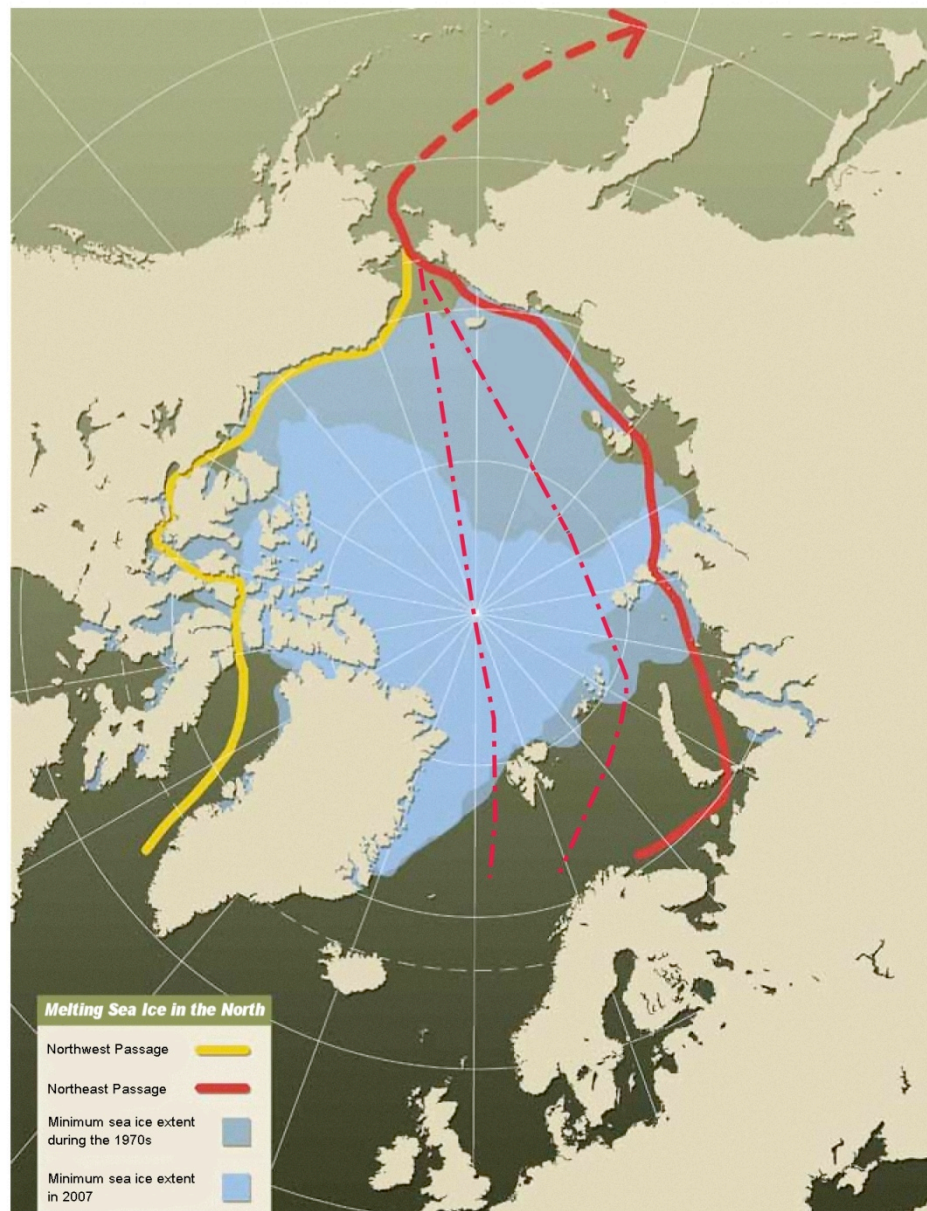 Melting Sea Ice in the North
Northwest Passage
Northeast Passage
Minimum sea ice extent
during the 1970s
Minimum sea ice extent
in 2007